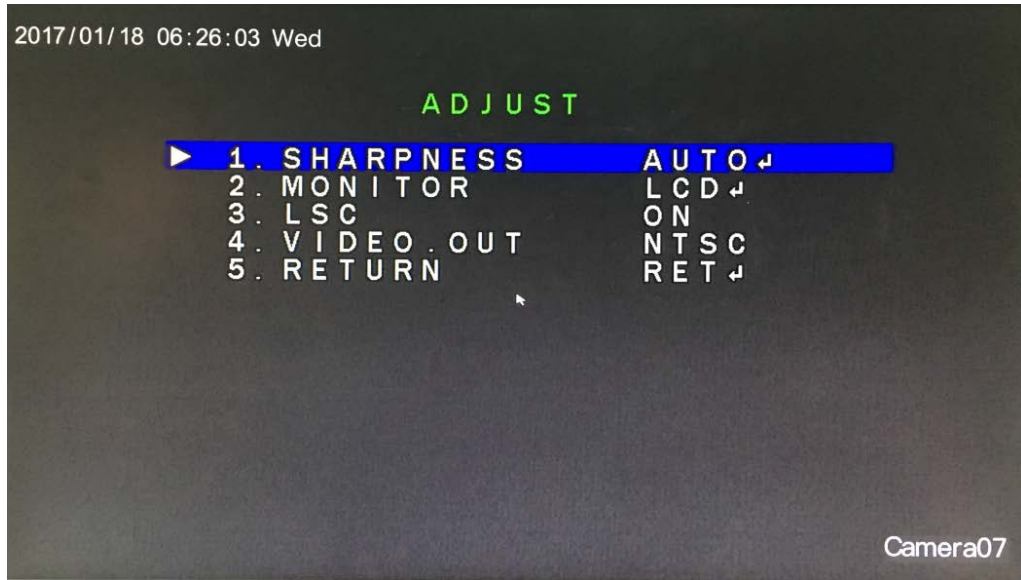 2017/01/18 06:26:03 Wed
ADJUST
1. SHARPNESS AUTO↲
2. MONITOR LCD↲
3. LSC ON
4. VIDEO.OUT NTSC
5. RETURN RET↲
Camera07